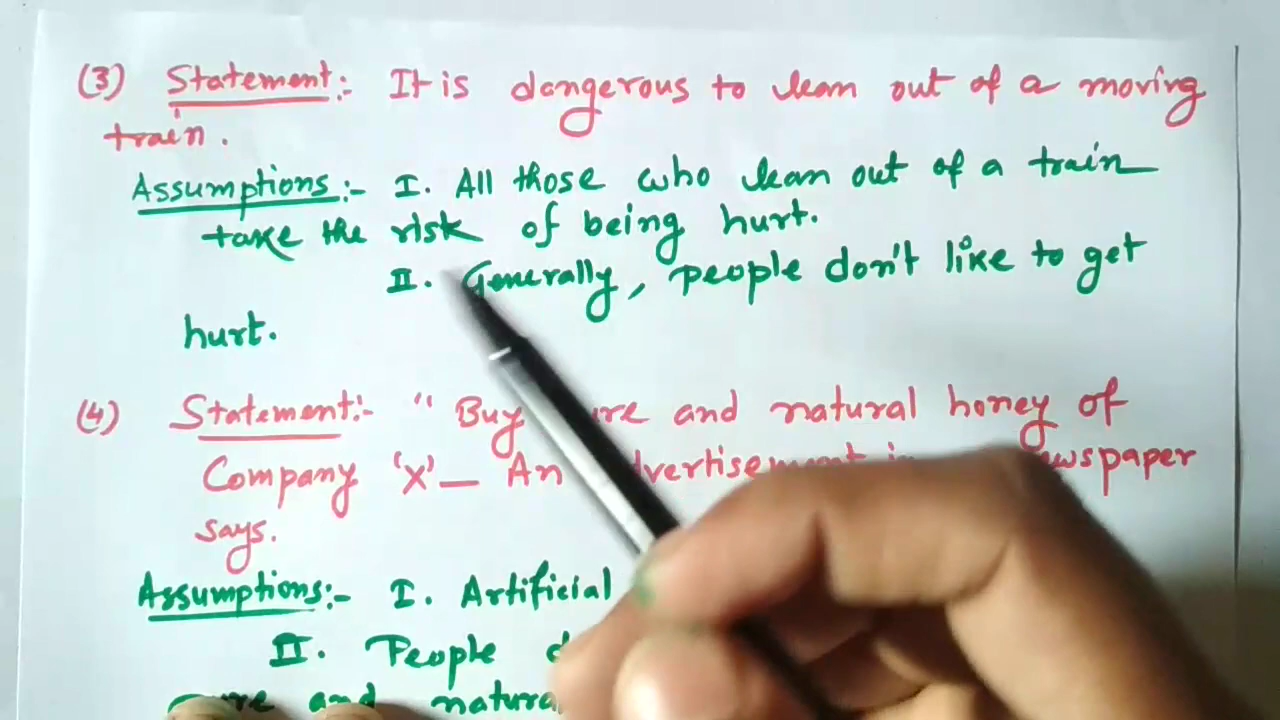 (3) Statement:- It is dangerous to lean out of a moving
train.
Assumptions:- I. All those who lean out of a train
take the risk of being hurt.
II. Generally, people don't like to get
hurt.
(4) Statement:- " Buy and natural honey of
Company 'X' — An
says.
Assumptions:- I. Artificial
II. People
and